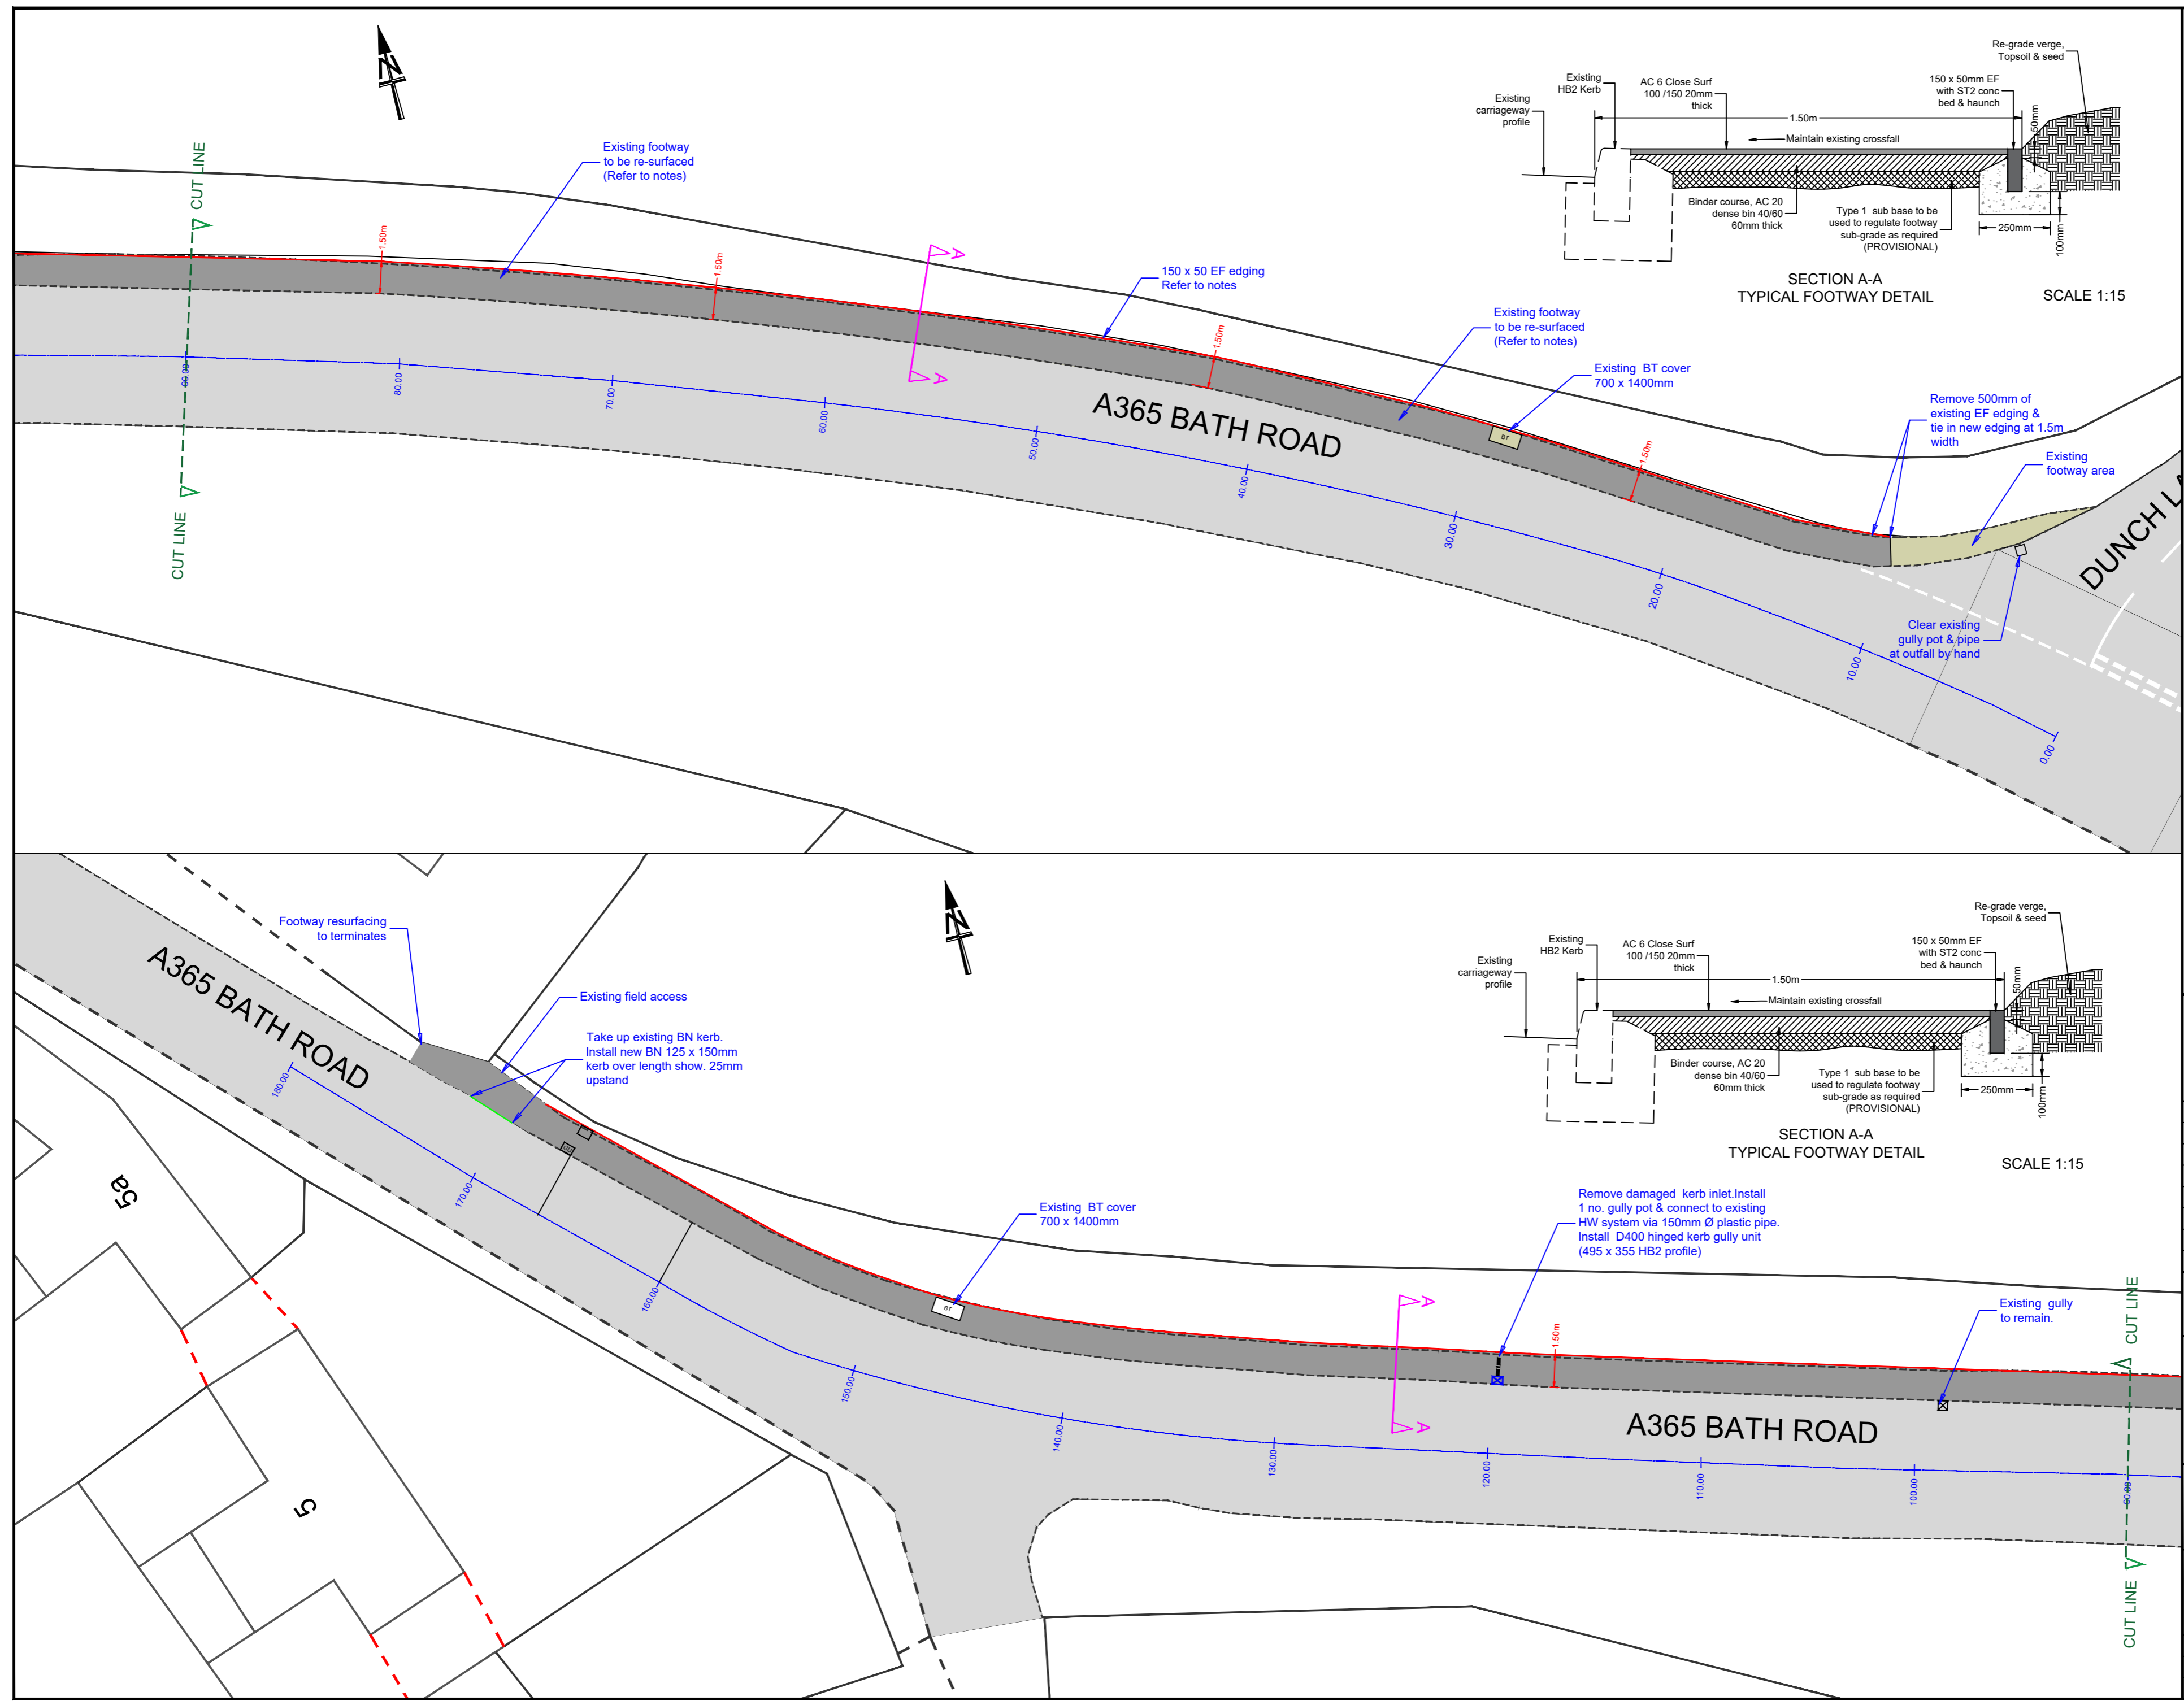 N
CUT LINE
Existing footway
to be re-surfaced
(Refer to notes)
1.50m
1.50m
A
A
150 x 50 EF edging
Refer to notes
1.50m
Existing footway
to be re-surfaced
(Refer to notes)
Existing BT cover
700 x 1400mm
BT
1.50m
Remove 500mm of
existing EF edging &
tie in new edging at 1.5m
width
Existing
footway area
Clear existing
gully pot & pipe
at outfall by hand
A365 BATH ROAD
CUT LINE
90.00
80.00
70.00
60.00
50.00
40.00
30.00
20.00
10.00
0.00
Existing
carriageway
profile
Existing
HB2 Kerb
AC 6 Close Surf
100 /150 20mm
thick
150 x 50mm EF
with ST2 conc
bed & haunch
Re-grade verge,
Topsoil & seed
1.50m
Maintain existing crossfall
50mm
Binder course, AC 20
dense bin 40/60
60mm thick
Type 1 sub base to be
used to regulate footway
sub-grade as required
(PROVISIONAL)
250mm
100mm
SECTION A-A
TYPICAL FOOTWAY DETAIL
SCALE 1:15
DUNCH
N
Footway resurfacing
to terminates
A365 BATH ROAD
Existing field access
Take up existing BN kerb.
Install new BN 125 x 150mm
kerb over length show. 25mm
upstand
5a
5
Existing BT cover
700 x 1400mm
BT
Remove damaged kerb inlet.Install
1 no. gully pot & connect to existing
HW system via 150mm Ø plastic pipe.
Install D400 hinged kerb gully unit
(495 x 355 HB2 profile)
A
A
1.50m
Existing gully
to remain.
CUT LINE
A365 BATH ROAD
180.00
170.00
160.00
150.00
140.00
130.00
120.00
110.00
100.00
90.00
CUT LINE
Existing
carriageway
profile
Existing
HB2 Kerb
AC 6 Close Surf
100 /150 20mm
thick
150 x 50mm EF
with ST2 conc
bed & haunch
Re-grade verge,
Topsoil & seed
1.50m
Maintain existing crossfall
50mm
Binder course, AC 20
dense bin 40/60
60mm thick
Type 1 sub base to be
used to regulate footway
sub-grade as required
(PROVISIONAL)
250mm
100mm
SECTION A-A
TYPICAL FOOTWAY DETAIL
SCALE 1:15